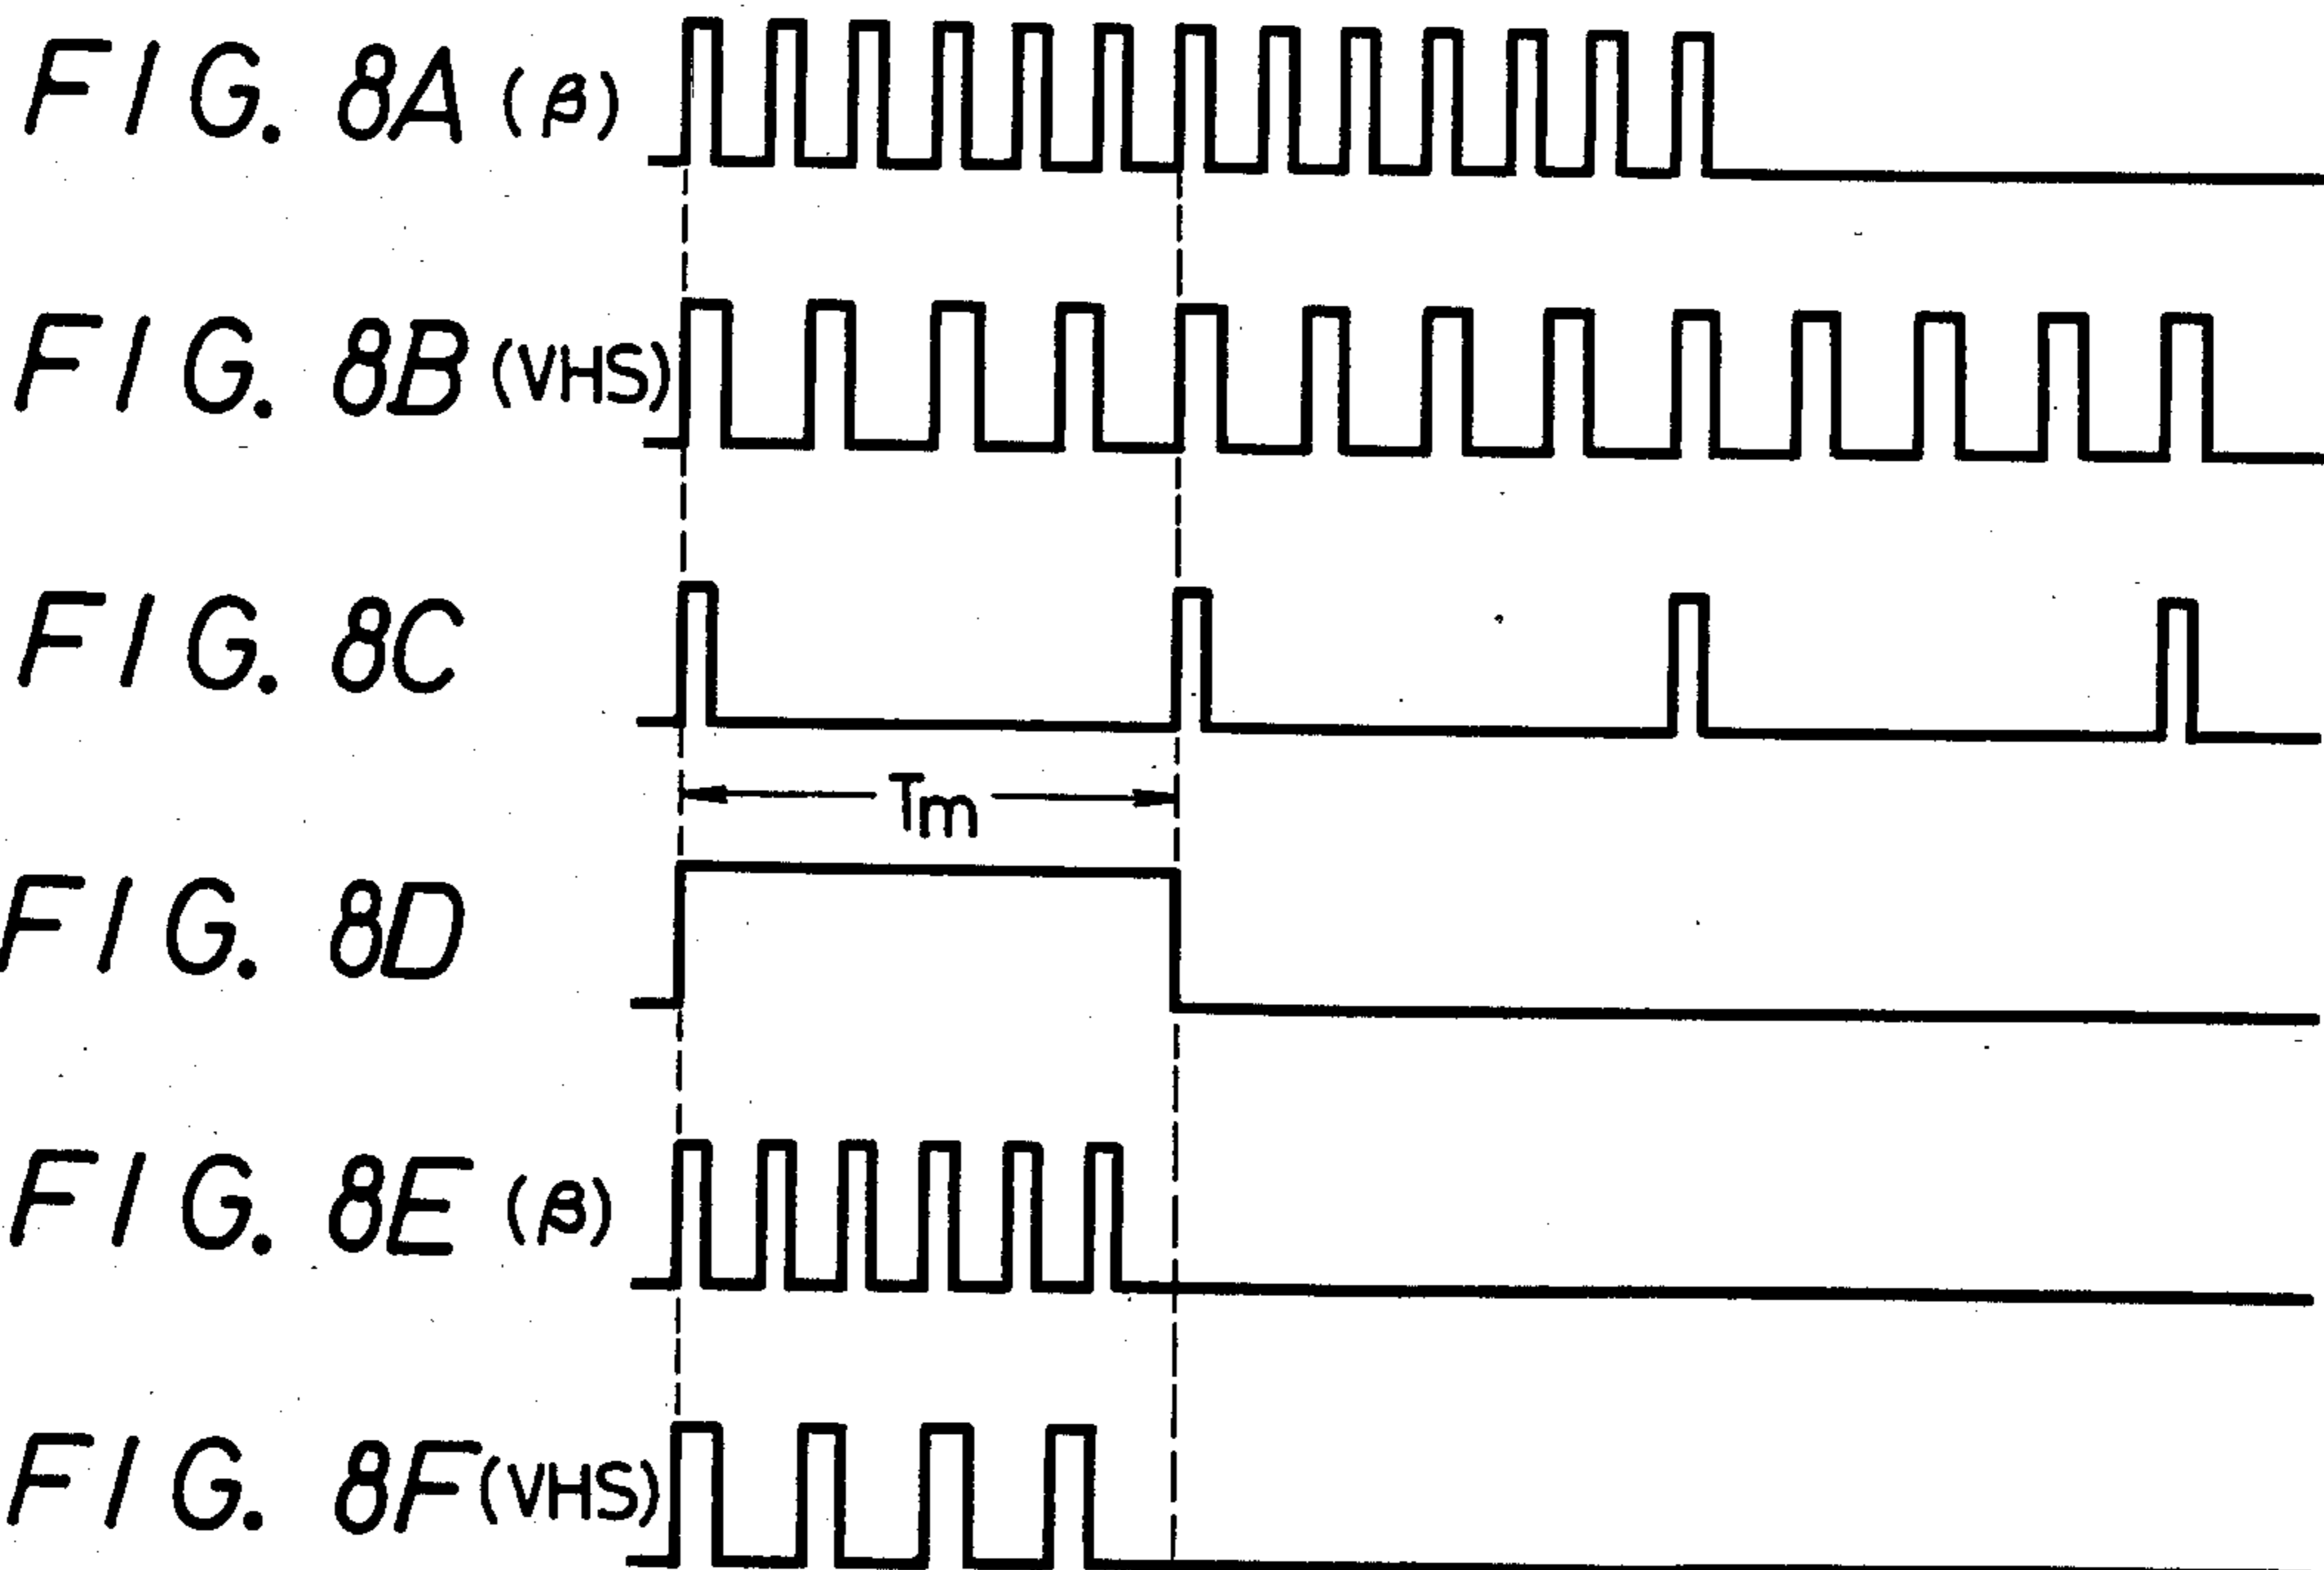 FIG. 8A (β)
FIG. 8B (VHS)
FIG. 8C
Tm
FIG. 8D
FIG. 8E (β)
FIG. 8F (VHS)